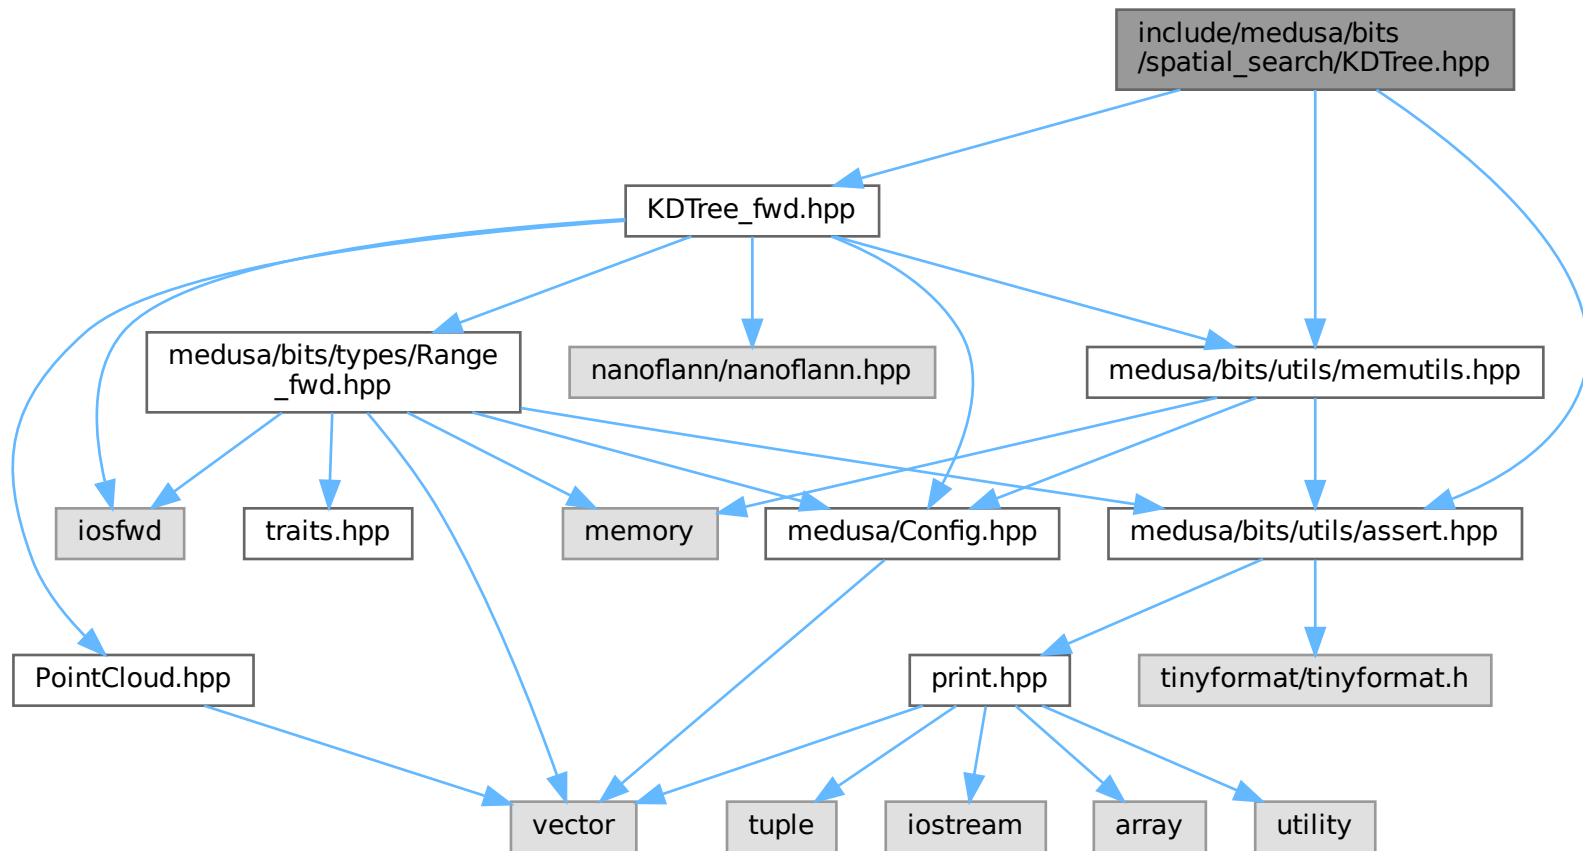 include/medusa/bits
/spatial_search/KDTree.hpp
KDTree_fwd.hpp
medusa/bits/types/Range
_fwd.hpp
nanoflann/nanoflann.hpp
medusa/bits/utils/memutils.hpp
iosfwd
traits.hpp
memory
medusa/Config.hpp
medusa/bits/utils/assert.hpp
PointCloud.hpp
print.hpp
tinyformat/tinyformat.h
vector
tuple
iostream
array
utility